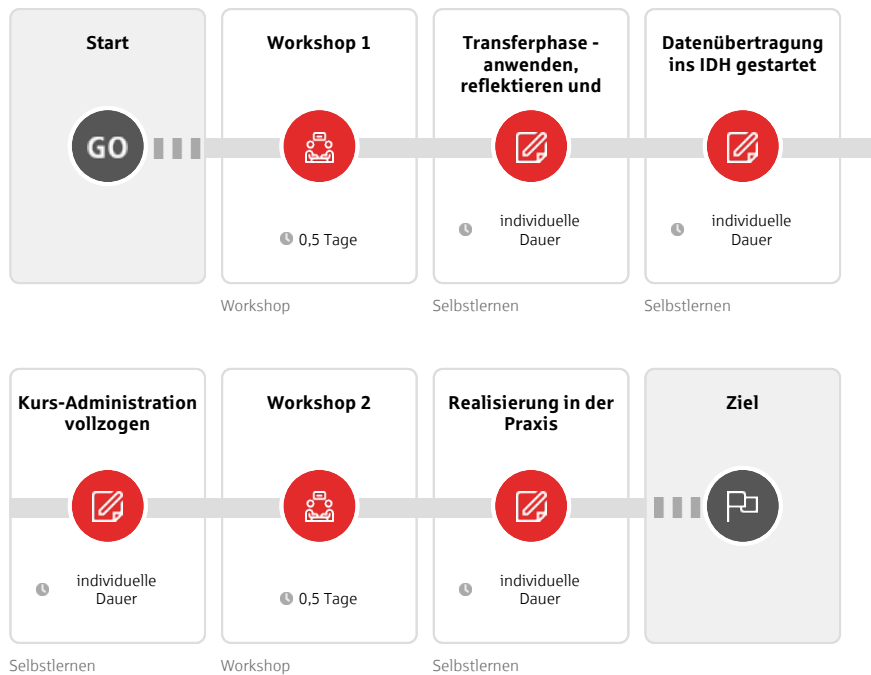 Start
GO
Workshop 1
0,5 Tage
Workshop
Transferphase -
anwenden,
reflektieren und
individuelle
Dauer
Selbstlernen
Datenübertragung
ins IDH gestartet
individuelle
Dauer
Selbstlernen
Kurs-Administration
vollzogen
individuelle
Dauer
Selbstlernen
Workshop 2
0,5 Tage
Workshop
Realisierung in der
Praxis
individuelle
Dauer
Selbstlernen
Ziel